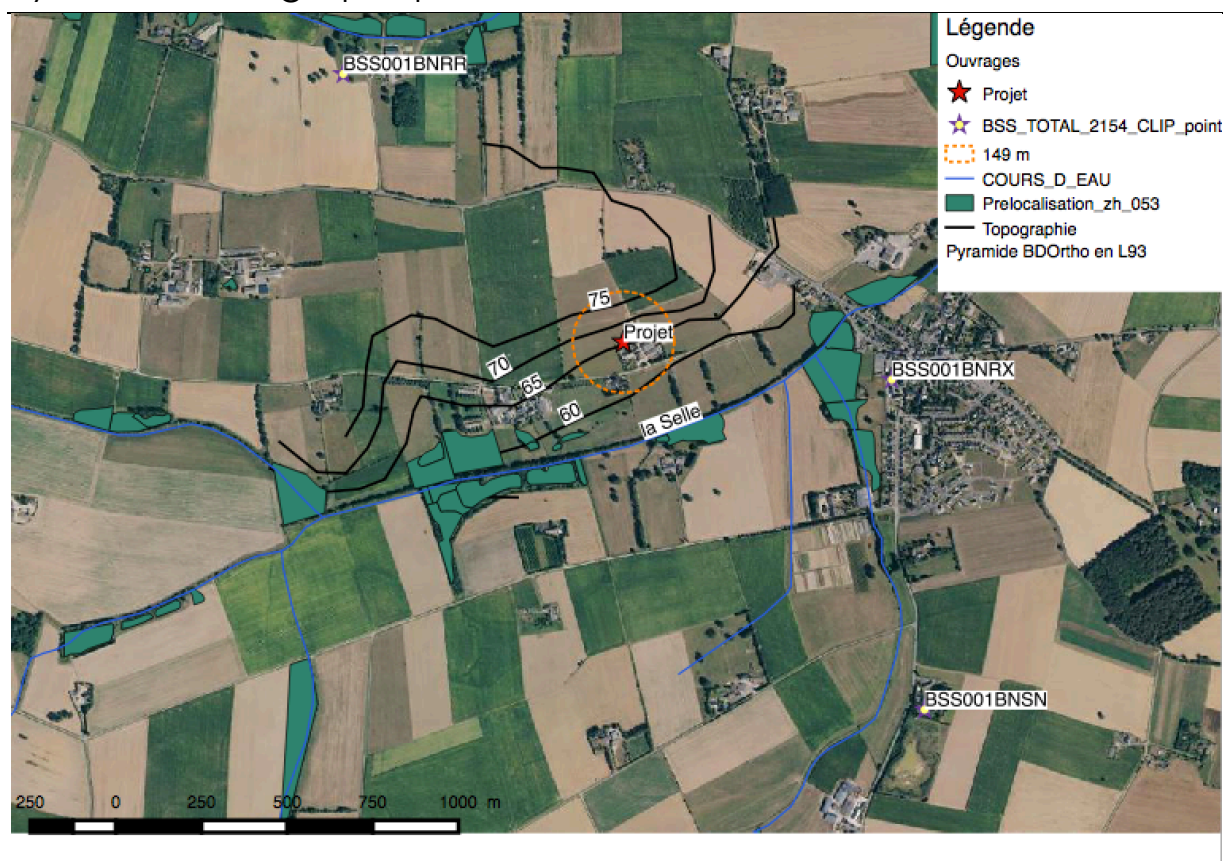 Légende
Ouvrages
Projet
BSS_TOTAL_2154_CLIP_point
149 m
COURS_D_EAU
Prelocalisation_zh_053
Topographie
Pyramide BDOrtho en L93
BSS001BNRR
75
Projet
70
65
60
la Selle
BSS001BNRX
BSS001BNSN
250 0 250 500 750 1000 m